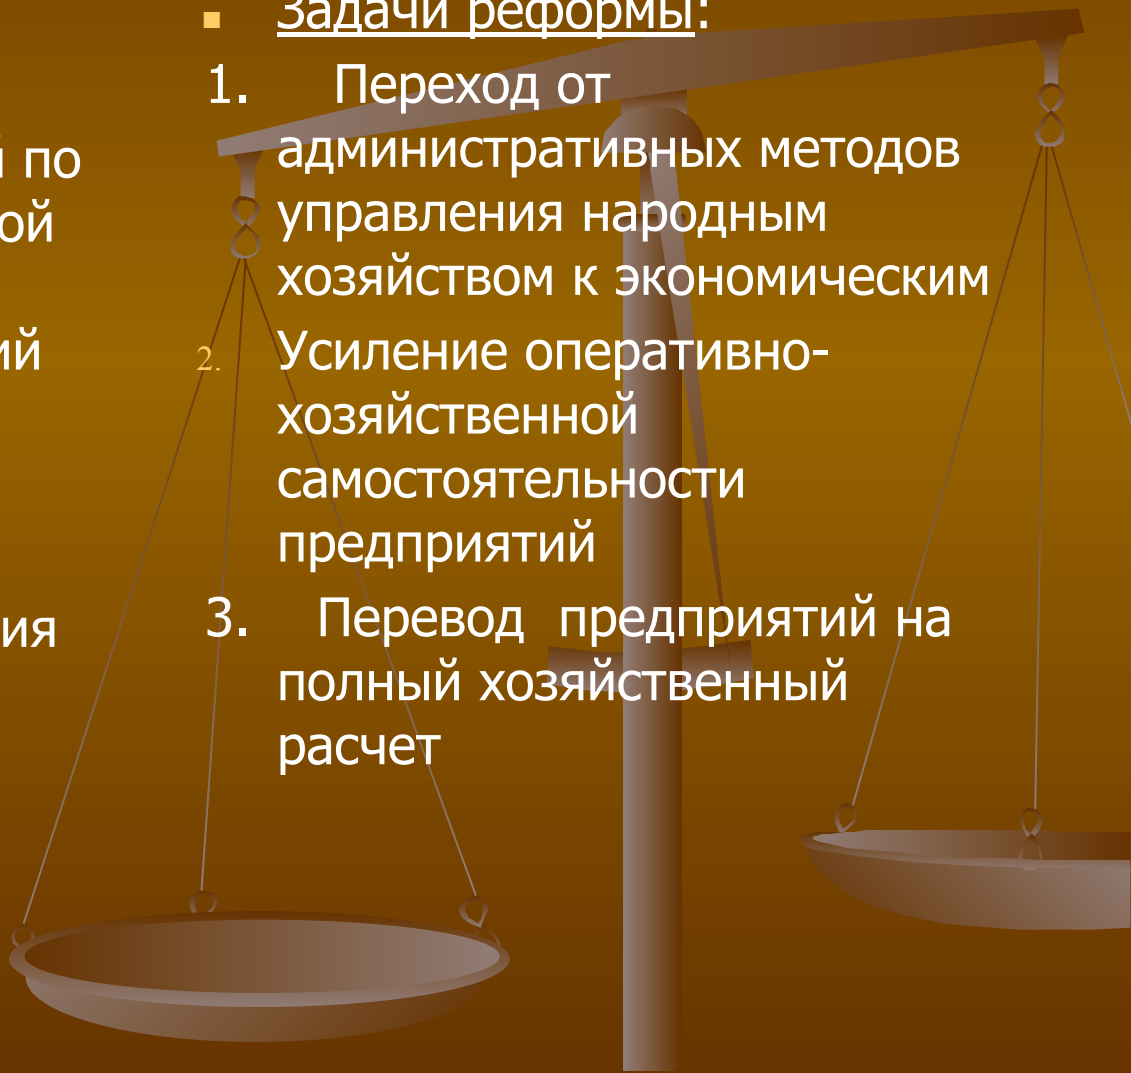 по
Задачи реформы:
1. Переход от
административных методов
управления народным
хозяйством к экономическим
2. Усиление оперативно-
хозяйственной
самостоятельности
предприятий
3. Перевод предприятий на
полный хозяйственный
расчет